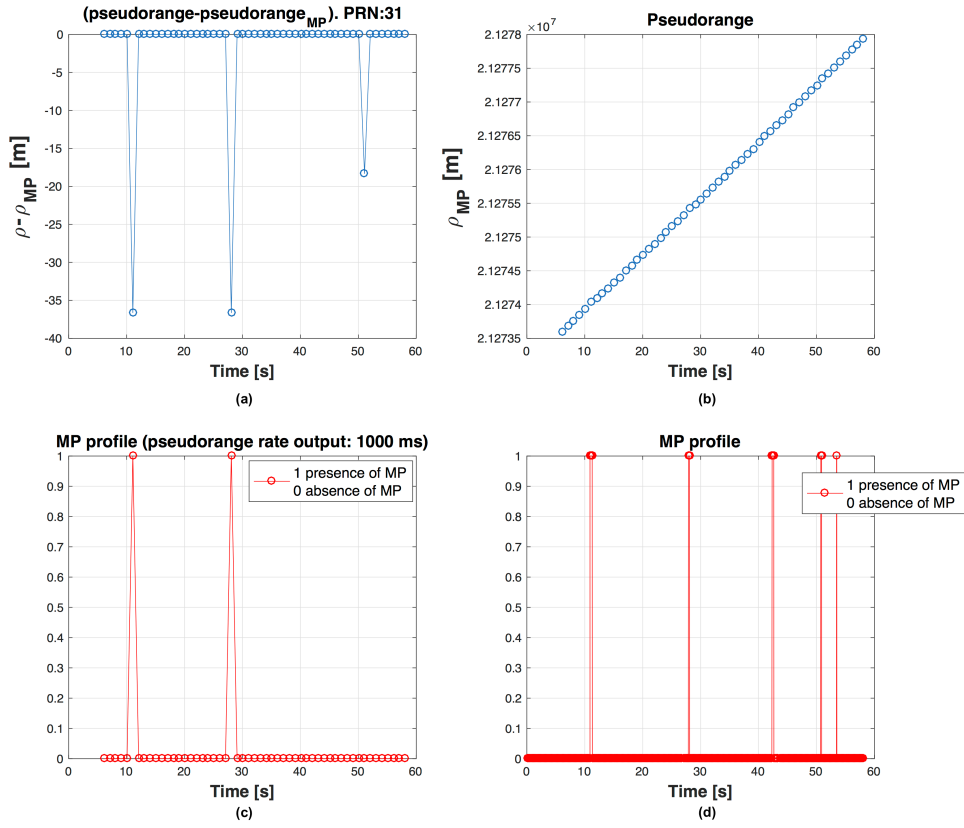 (pseudorange-pseudorange_MP). PRN:31
0
-5
-10
-15
-20
-25
-30
-35
-40
ρ-ρ_MP [m]
0 10 20 30 40 50 60
Time [s]
(a)
Pseudorange
×10^7
2.1278
2.12775
2.1277
2.12765
2.1276
2.12755
2.1275
2.12745
2.1274
2.12735
ρ_MP [m]
0 10 20 30 40 50 60
Time [s]
(b)
MP profile (pseudorange rate output: 1000 ms)
1
0.9
0.8
0.7
0.6
0.5
0.4
0.3
0.2
0.1
0
1 presence of MP
0 absence of MP
0 10 20 30 40 50 60
Time [s]
(c)
MP profile
1
0.9
0.8
0.7
0.6
0.5
0.4
0.3
0.2
0.1
0
1 presence of MP
0 absence of MP
0 10 20 30 40 50 60
Time [s]
(d)